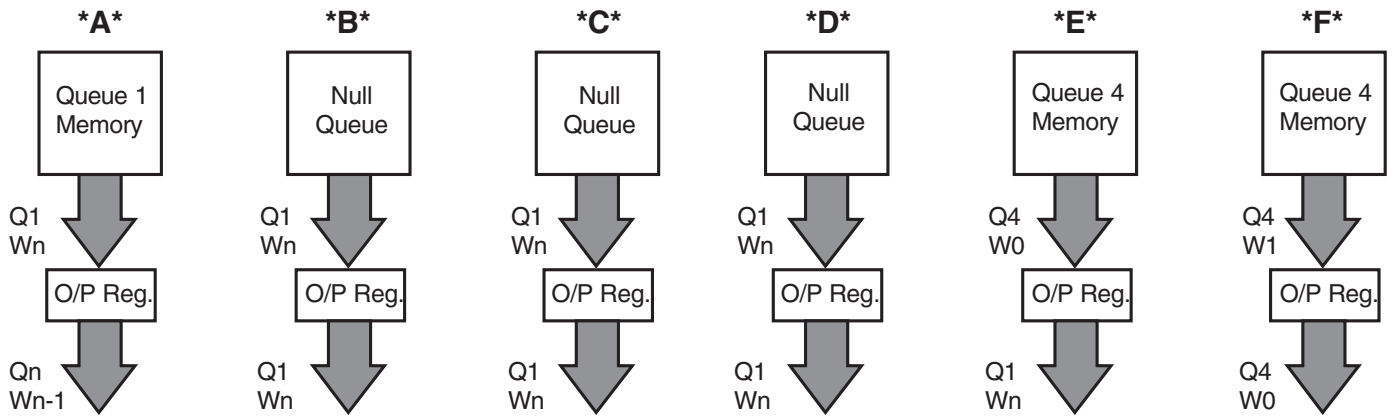 *A*
Queue 1
Memory
Q1
Wn
O/P Reg.
Qn
Wn-1
*B*
Null
Queue
Q1
Wn
O/P Reg.
Q1
Wn
*C*
Null
Queue
Q1
Wn
O/P Reg.
Q1
Wn
*D*
Null
Queue
Q1
Wn
O/P Reg.
Q1
Wn
*E*
Queue 4
Memory
Q4
W0
O/P Reg.
Q1
Wn
*F*
Queue 4
Memory
Q4
W1
O/P Reg.
Q4
W0